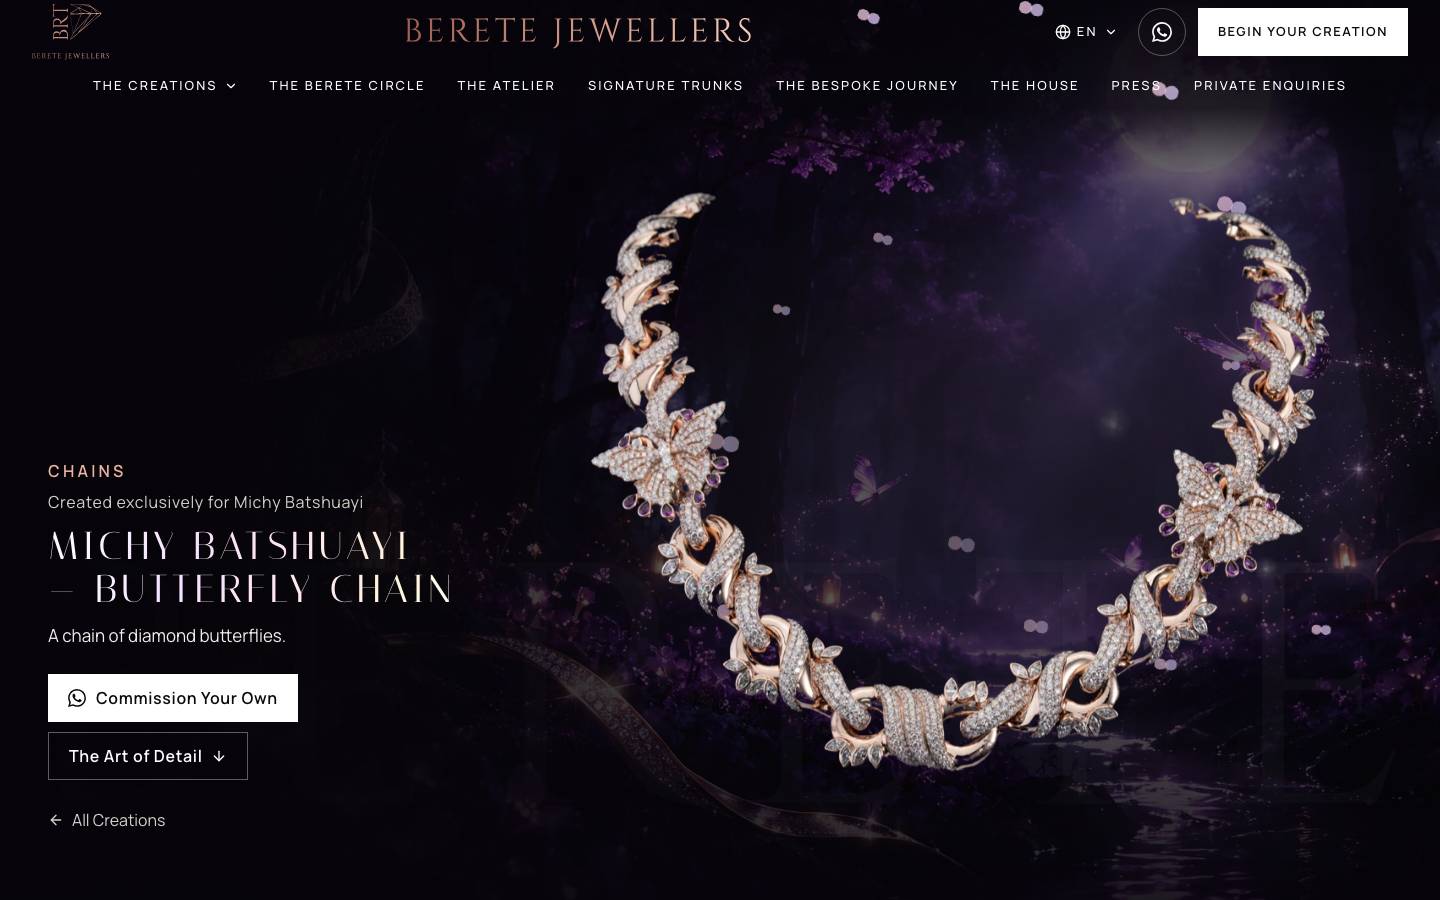 BRT
BERETE JEWELLERS
BERETE JEWELLERS
EN
BEGIN YOUR CREATION
THE CREATIONS
THE BERETE CIRCLE
THE ATELIER
SIGNATURE TRUNKS
THE BESPOKE JOURNEY
THE HOUSE
PRESS
PRIVATE ENQUIRIES
CHAINS
Created exclusively for Michy Batshuayi
MICHY BATSHUAYI
— BUTTERFLY CHAIN
A chain of diamond butterflies.
Commission Your Own
The Art of Detail ↓
← All Creations